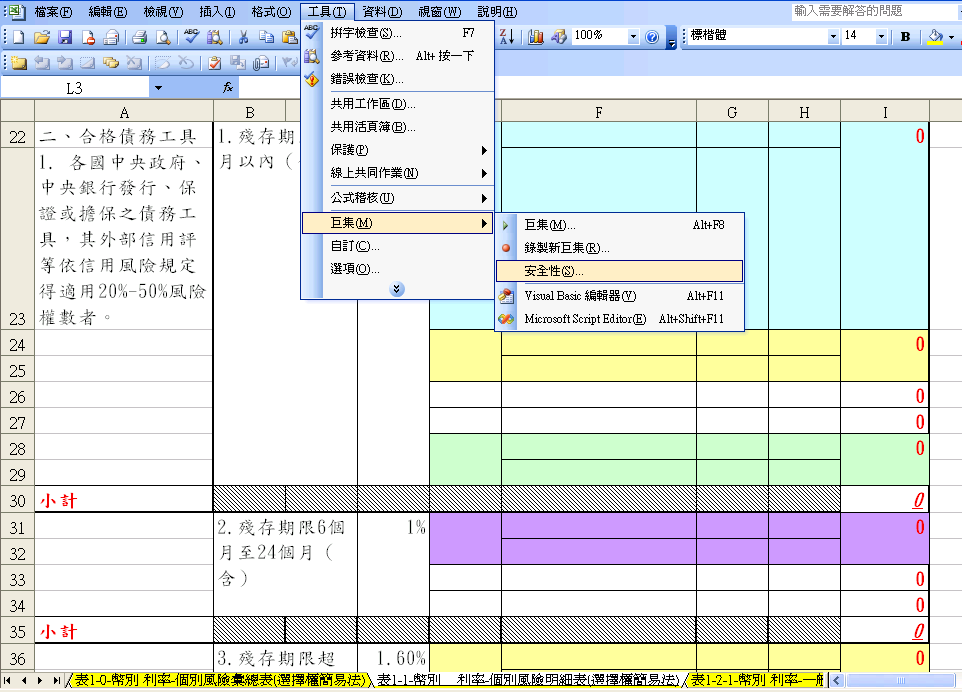 檔案(F) 編輯(E) 檢視(V) 插入(I) 格式(O) 工具(T) 資料(D) 視窗(W) 說明(H) 輸入需要解答的問題
100% 標楷體 14 B
L3 fx
拼字檢查(S)... F7
參考資料(R)... Alt+ 按一下
錯誤檢查(K)...
共用工作區(D)...
共用活頁簿(B)...
保護(P)
線上共同作業(N)
公式稽核(U)
巨集(M)
自訂(C)...
選項(O)...
巨集(M)... Alt+F8
錄製新巨集(R)...
安全性(S)...
Visual Basic 編輯器(V) Alt+F11
Microsoft Script Editor(E) Alt+Shift+F11
A B F G H I
22 二、合格債務工具 1.殘存期 0
1. 各國中央政府、 月以內（
中央銀行發行、保
證或擔保之債務工
具，其外部信用評
等依信用風險規定
得適用20%-50%風險
23 權數者。
24 0
25
26 0
27 0
28 0
29
30 小計 0
31 2.殘存期限6個 1% 0
32 月至24個月（
33 含） 0
34 0
35 小計 0
36 3.殘存期限超 1.60% 0
表1-0-幣別 利率-個別風險彙總表(選擇權簡易法) 表1-1-幣別__利率-個別風險明細表(選擇權簡易法) 表1-2-1-幣別 利率-一般